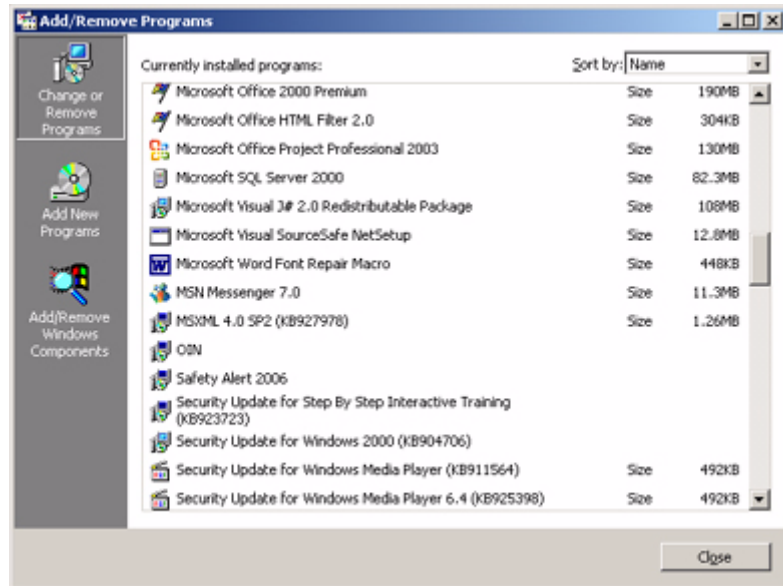 Add/Remove Programs
Change or
Remove
Programs
Add New
Programs
Add/Remove
Windows
Components
Currently installed programs:
Sort by: Name
Microsoft Office 2000 Premium Size 190MB
Microsoft Office HTML Filter 2.0 Size 304KB
Microsoft Office Project Professional 2003 Size 130MB
Microsoft SQL Server 2000 Size 82.3MB
Microsoft Visual J# 2.0 Redistributable Package Size 108MB
Microsoft Visual SourceSafe NetSetup Size 12.8MB
Microsoft Word Font Repair Macro Size 448KB
MSN Messenger 7.0 Size 11.3MB
MSXML 4.0 SP2 (KB927978) Size 1.26MB
OIN
Safety Alert 2006
Security Update for Step By Step Interactive Training
(KB923723)
Security Update for Windows 2000 (KB904706)
Security Update for Windows Media Player (KB911564) Size 492KB
Security Update for Windows Media Player 6.4 (KB925398) Size 492KB
Close